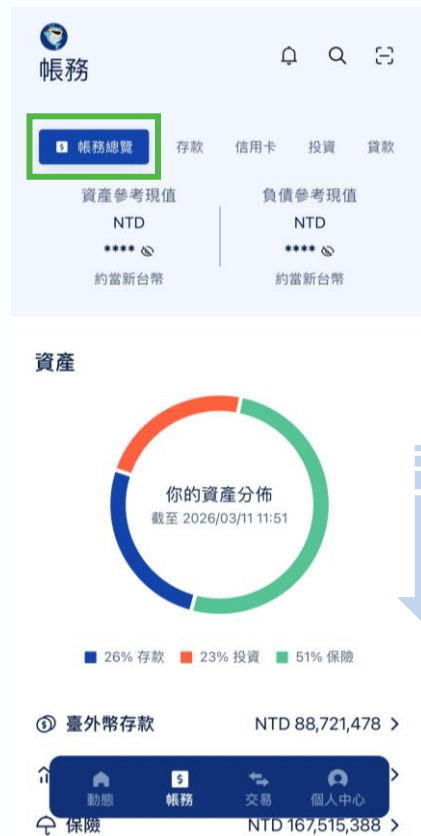 帳務
帳務總覽 存款 信用卡 投資 貸款
資產參考現值 負債參考現值
NTD NTD
**** ****
約當新台幣 約當新台幣
資產
你的資產分佈
截至 2026/03/11 11:51
26% 存款 23% 投資 51% 保險
臺外幣存款 NTD 88,721,478
動態 帳務 交易 個人中心
保險 NTD 167,515,388